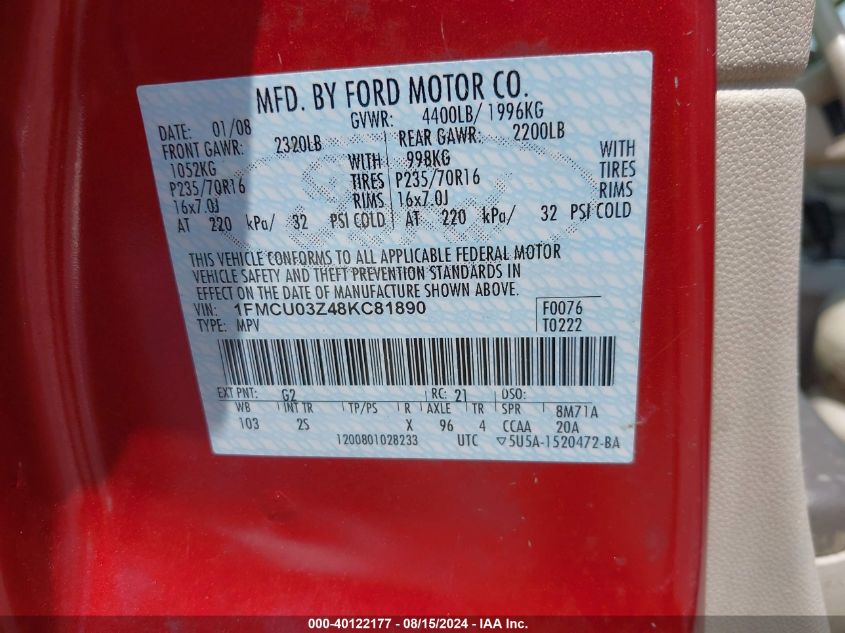 MFD. BY FORD MOTOR CO.
DATE: 01/08 GVWR: 4400LB/ 1996KG
FRONT GAWR: 2320LB REAR GAWR: 2200LB
1052KG WITH 998KG WITH
P235/70R16 TIRES P235/70R16 TIRES
16x7.0J RIMS 16x7.0J RIMS
AT 220 kPa/ 32 PSI COLD AT 220 kPa/ 32 PSI COLD
THIS VEHICLE CONFORMS TO ALL APPLICABLE FEDERAL MOTOR
VEHICLE SAFETY AND THEFT PREVENTION STANDARDS IN
EFFECT ON THE DATE OF MANUFACTURE SHOWN ABOVE.
VIN: 1FMCU03Z48KC81890 F0076
TYPE: MPV T0222
EXT PNT: G2 RC: 21 DSO:
WB INT TR TP/PS R AXLE TR SPR 8M71A
103 2S X 96 4 CCAA 20A
1200801028233 UTC ▽5U5A-1520472-BA
000-40122177 - 08/15/2024 - IAA Inc.